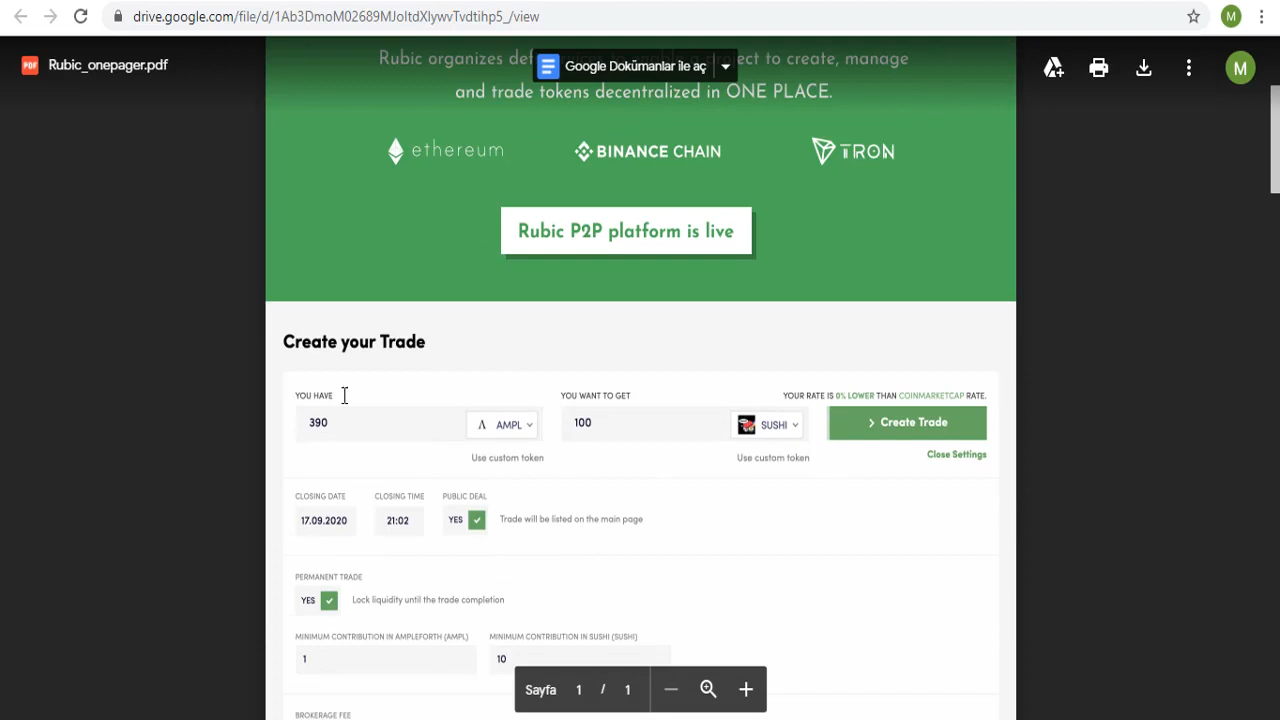 drive.google.com/file/d/1Ab3DmoM02689MJoltdXlywvTvdtihp5_/view
M
Rubic_onepager.pdf
Google Dokümanlar ile aç
M
Rubic organizes def
ject to create, manage
and trade tokens decentralized in ONE PLACE.
ethereum
BINANCE CHAIN
TRON
Rubic P2P platform is live
Create your Trade
YOU HAVE
YOU WANT TO GET
YOUR RATE IS 0% LOWER THAN COINMARKETCAP RATE.
390
AMPL
100
SUSHI
Create Trade
Use custom token
Use custom token
Close Settings
CLOSING DATE
CLOSING TIME
PUBLIC DEAL
17.09.2020
21:02
YES
Trade will be listed on the main page
PERMANENT TRADE
YES
Lock liquidity until the trade completion
MINIMUM CONTRIBUTION IN AMPLEFORTH (AMPL)
MINIMUM CONTRIBUTION IN SUSHI (SUSHI)
1
10
Sayfa 1 / 1
BROKERAGE FEE